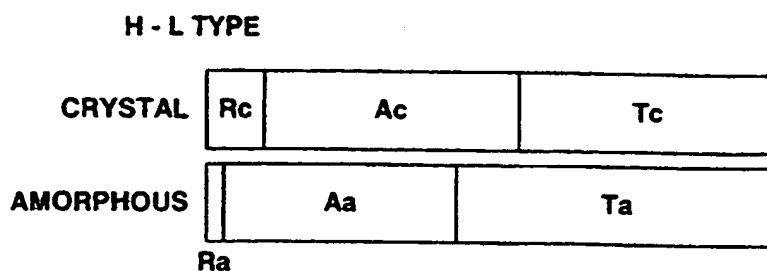 H - L TYPE
CRYSTAL Rc Ac Tc
AMORPHOUS Aa Ta
Ra